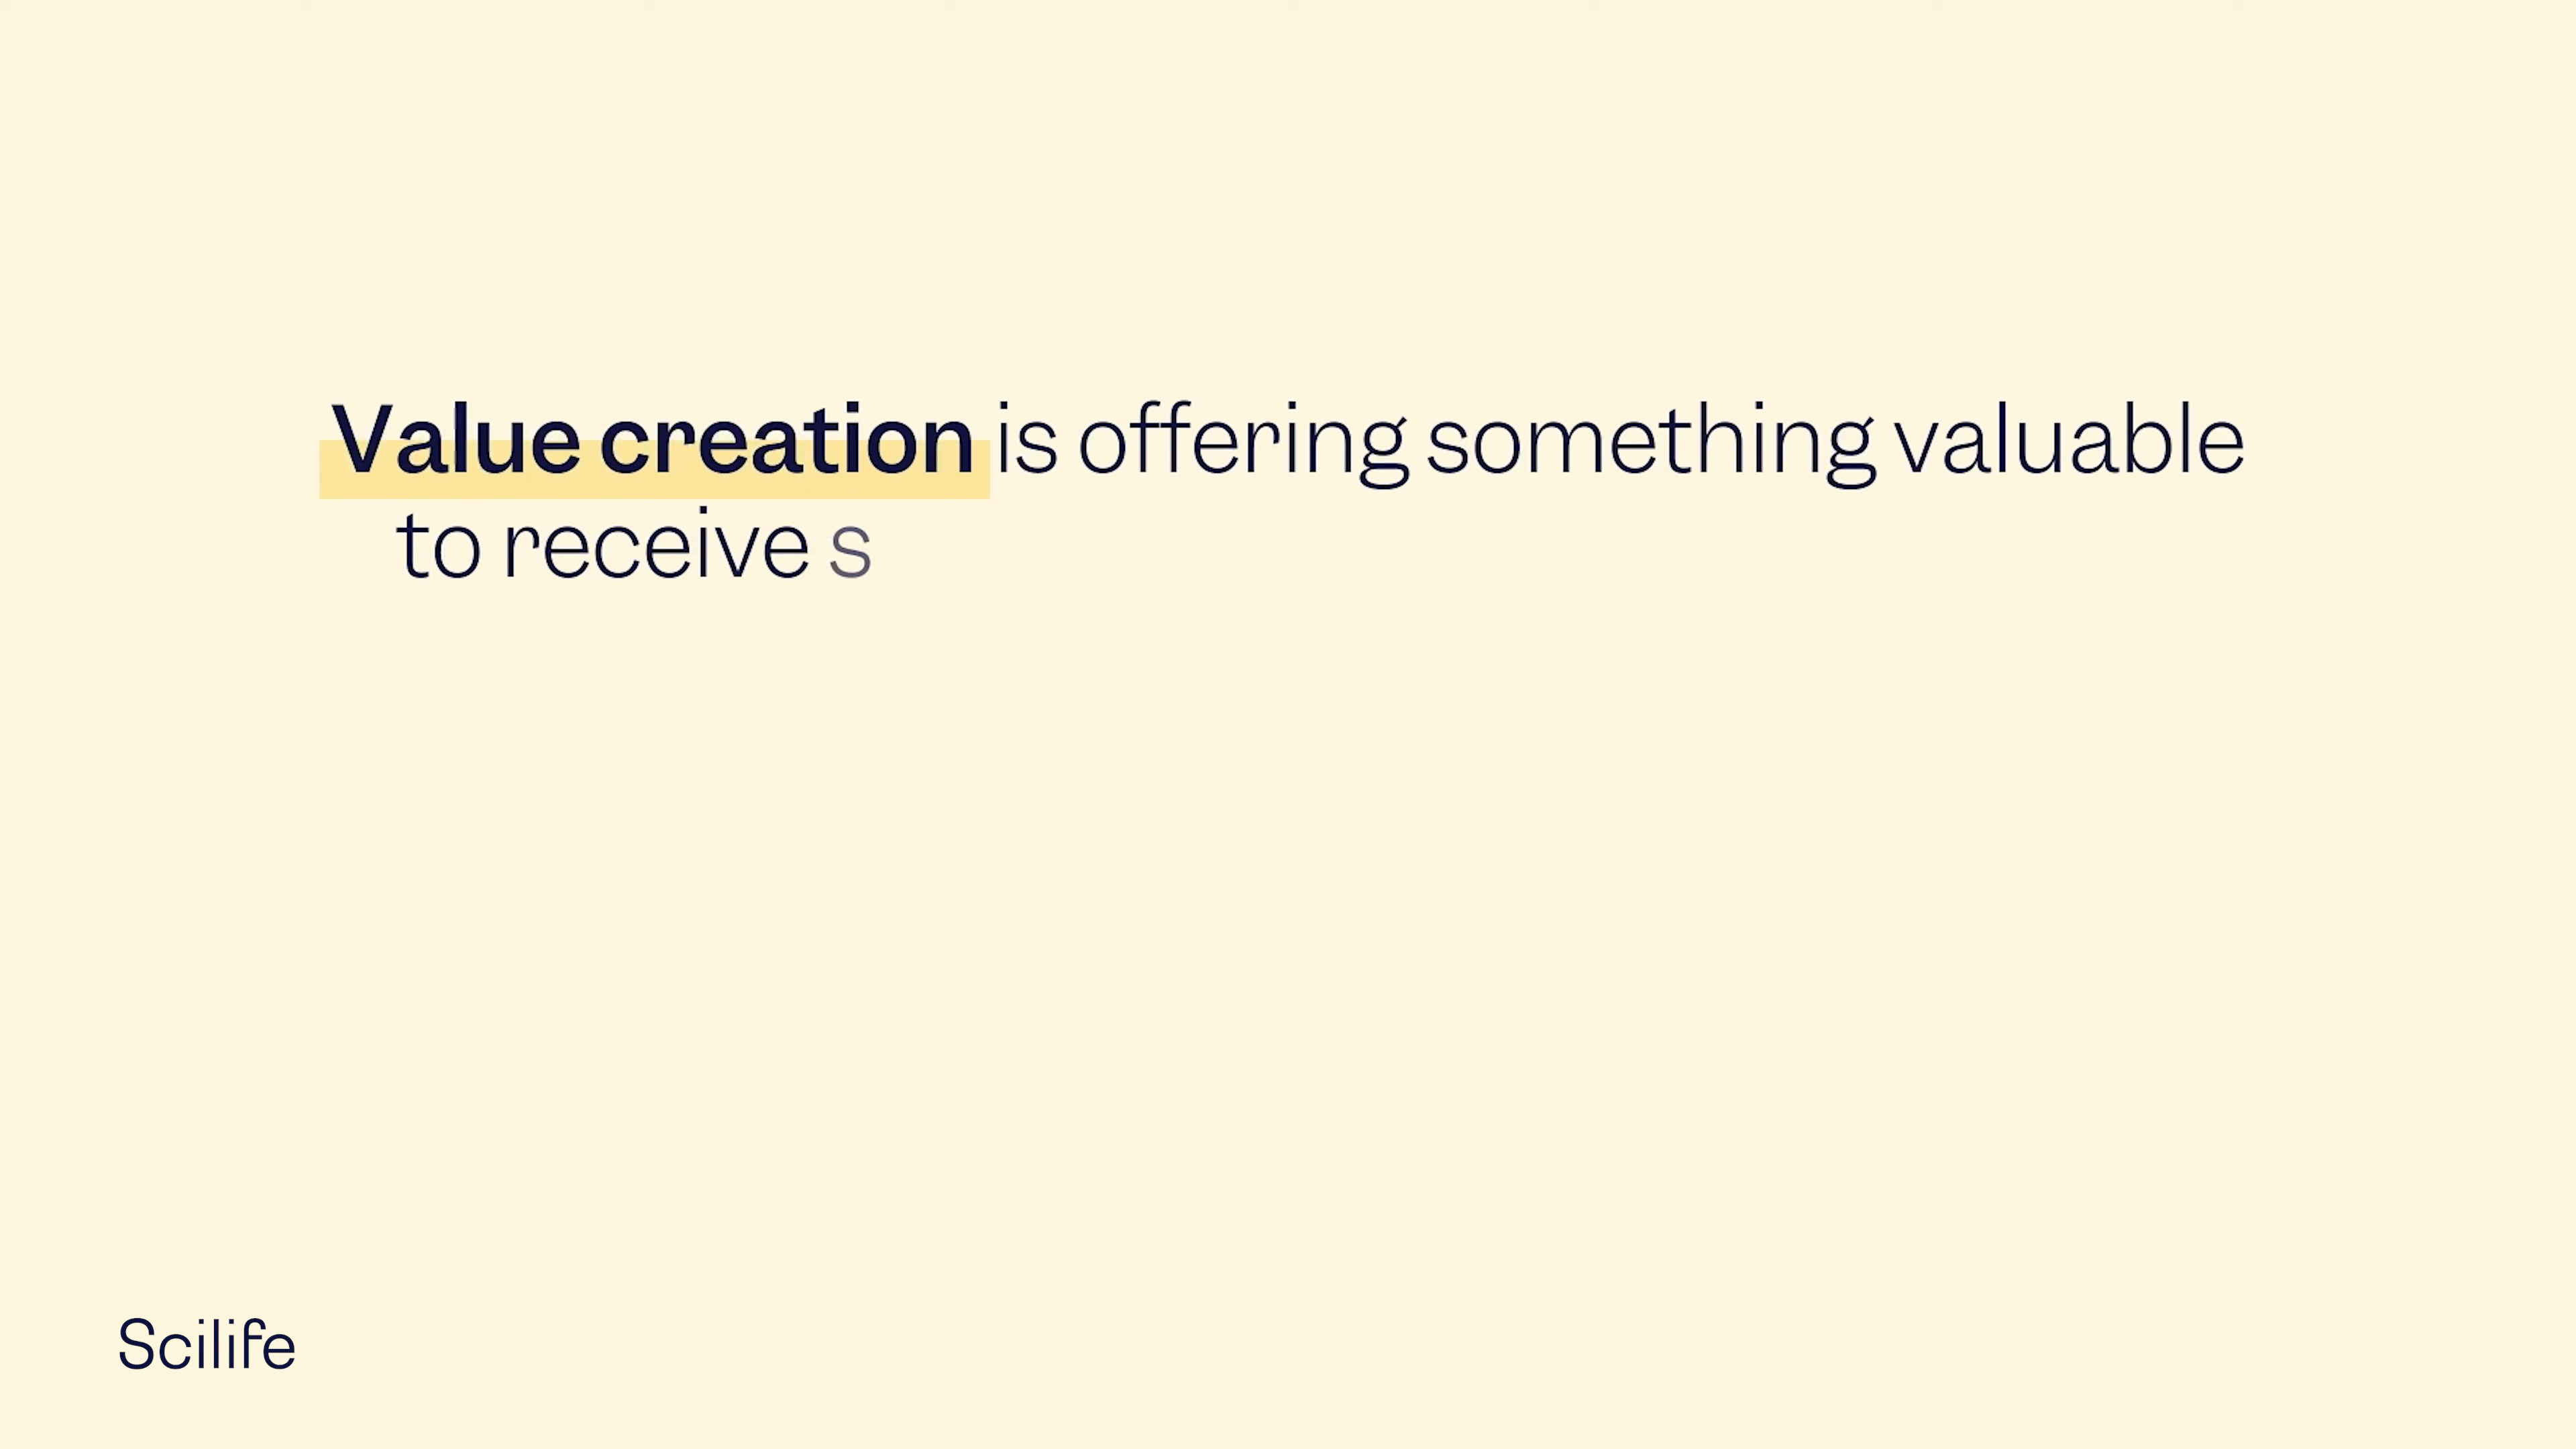 Value creation is offering something valuable
to receive s
Scilife